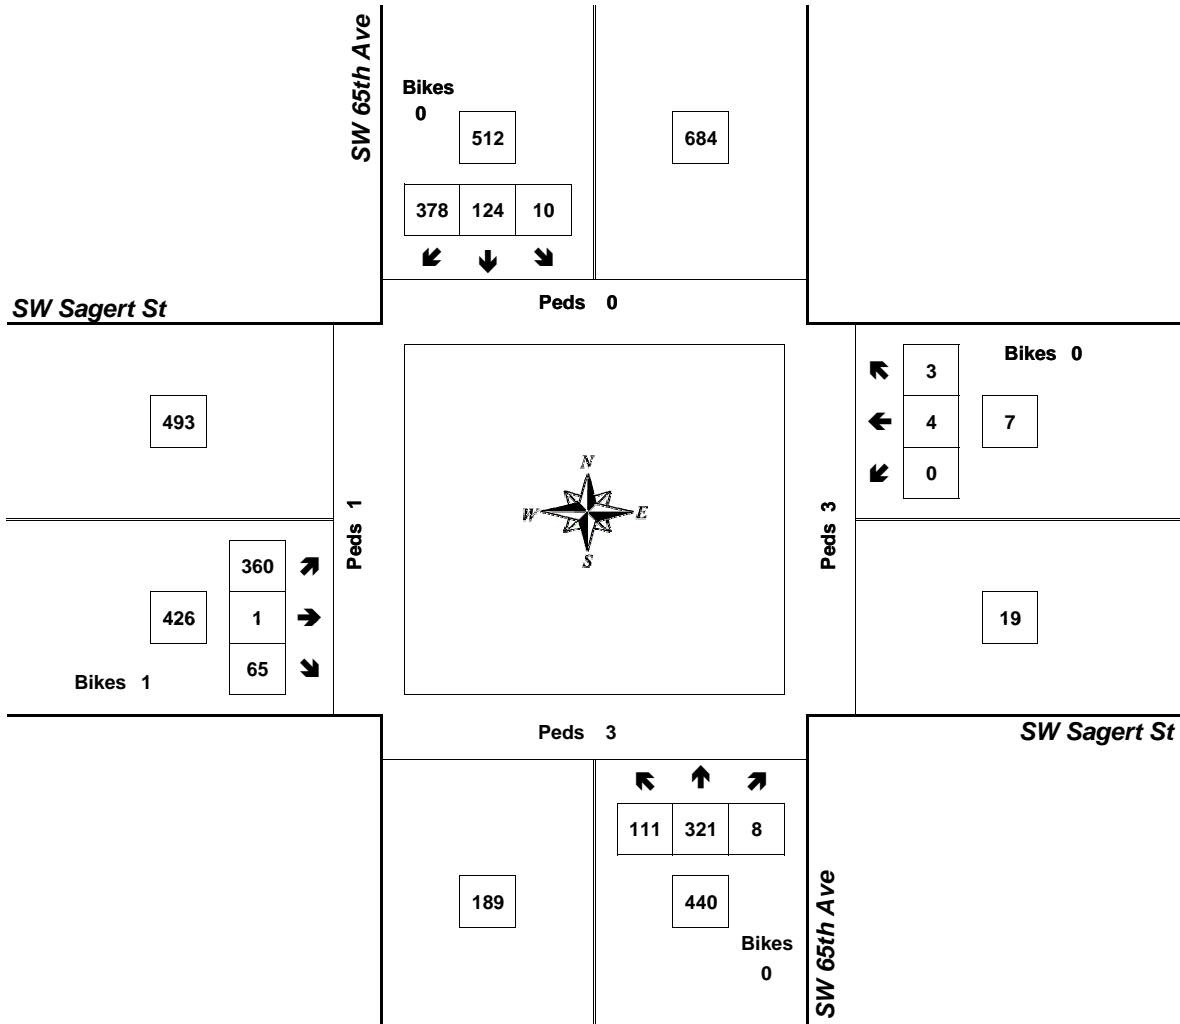 SW 65th Ave
Bikes
0
512
684
378 124 10
SW Sagert St
Peds 0
3
Bikes 0
493
4
7
0
N
W E
S
Peds 1
Peds 3
360
426
1
19
65
Bikes 1
Peds 3
SW Sagert St
111 321 8
189
440
SW 65th Ave
Bikes
0